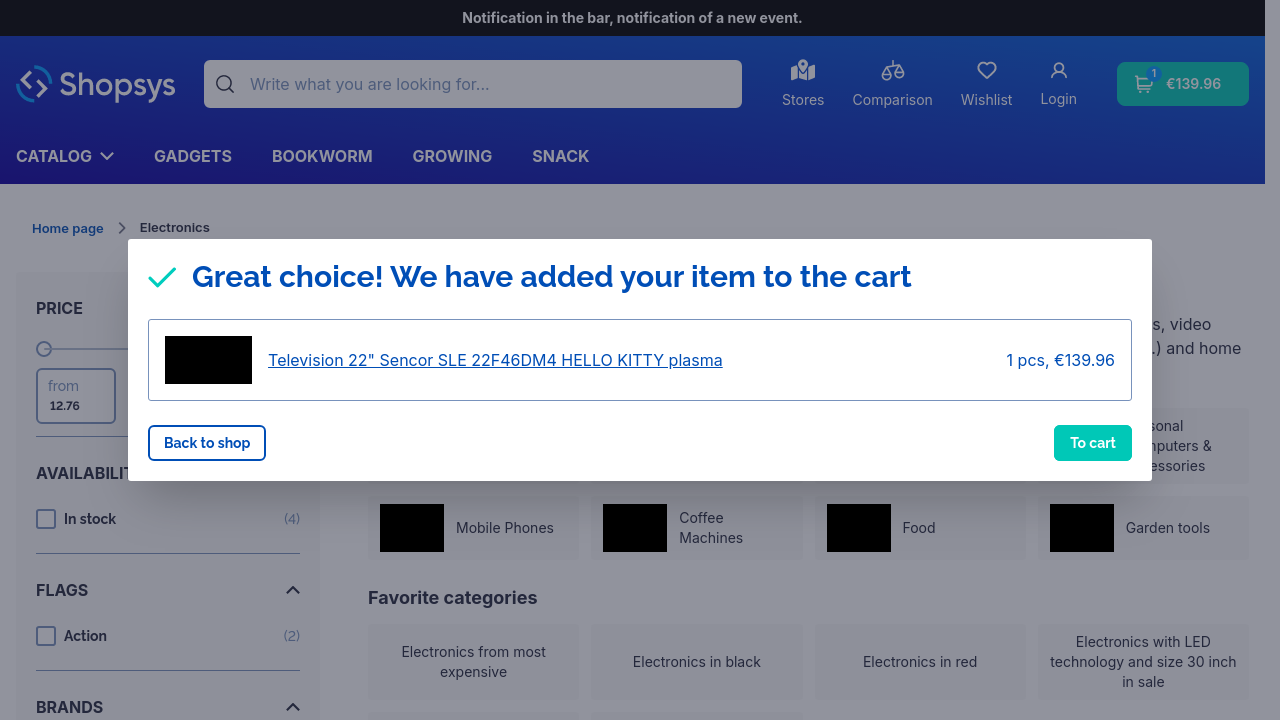 Notification in the bar, notification of a new event.
Shopsys
Write what you are looking for...
Stores
Comparison
Wishlist
Login
1
€139.96
CATALOG
GADGETS
BOOKWORM
GROWING
SNACK
Home page
Electronics
Great choice! We have added your item to the cart
Television 22" Sencor SLE 22F46DM4 HELLO KITTY plasma
1 pcs, €139.96
Back to shop
To cart
PRICE
from
12.76
AVAILABILIT
In stock
(4)
FLAGS
Action
(2)
BRANDS
video
and home
Mobile Phones
Coffee
Machines
Food
Garden tools
Favorite categories
Electronics from most
expensive
Electronics in black
Electronics in red
Electronics with LED
technology and size 30 inch
in sale